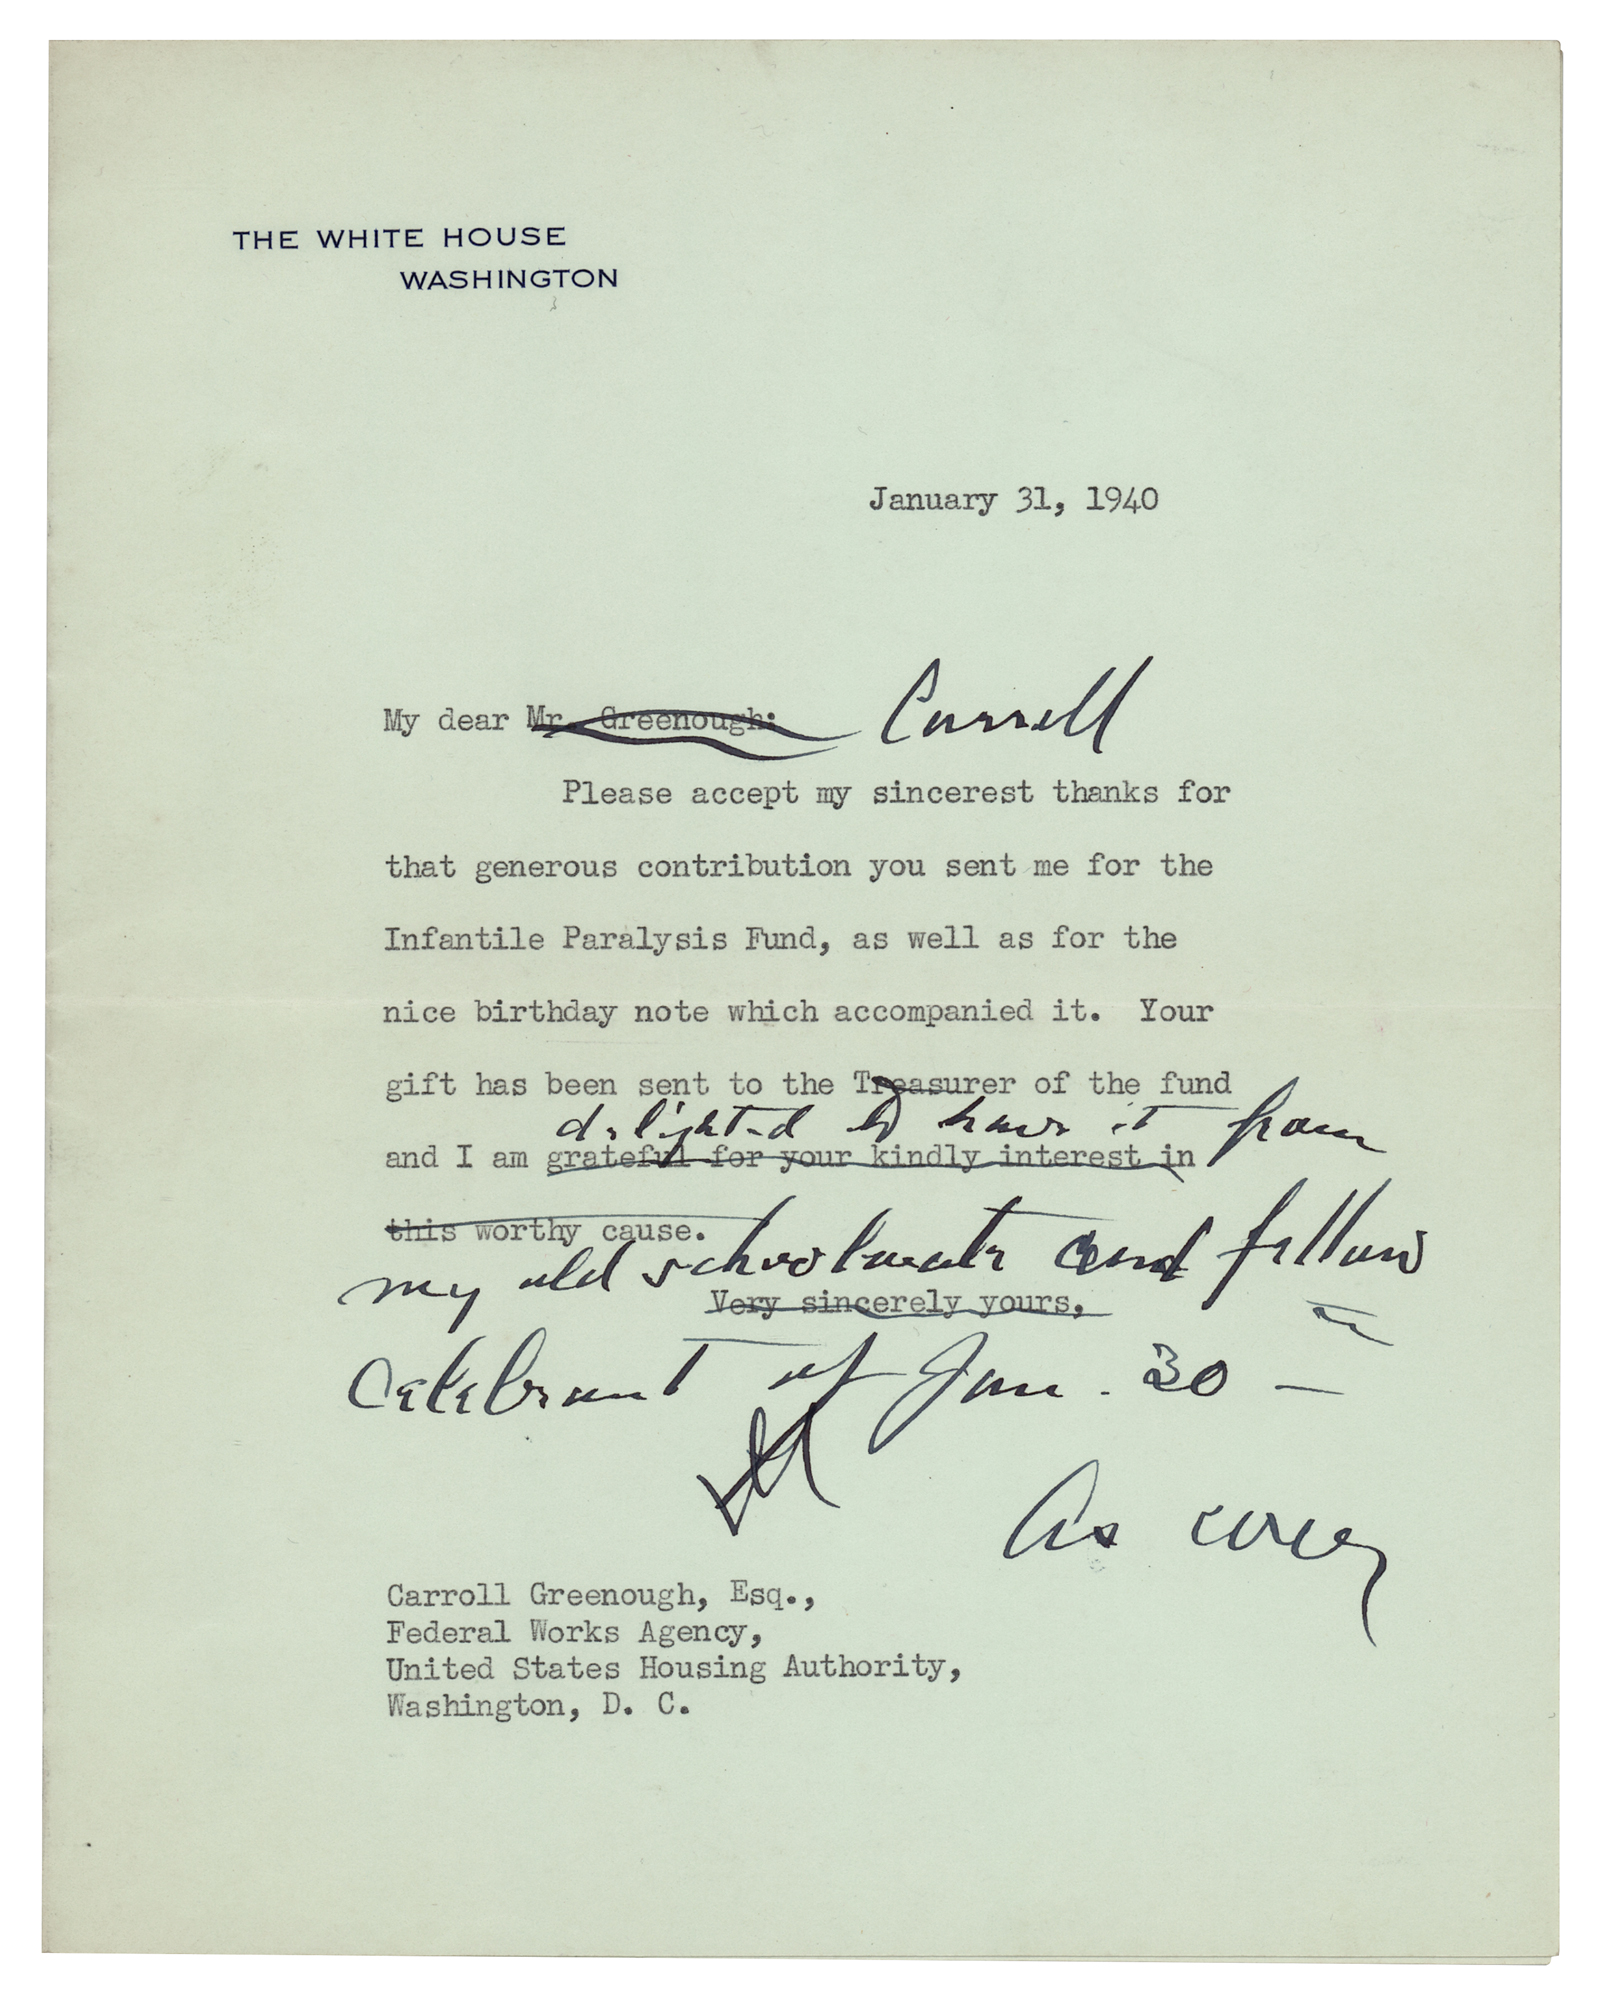 THE WHITE HOUSE
WASHINGTON
January 31, 1940
My dear Mr. Greenough: Carroll
Please accept my sincerest thanks for
that generous contribution you sent me for the
Infantile Paralysis Fund, as well as for the
nice birthday note which accompanied it. Your
gift has been sent to the Treasurer of the fund
delighted to have it from
and I am grateful for your kindly interest in
this worthy cause.
my old schoolmate and fellow
Very sincerely yours,
celebrant of Jan. 30 —
As ever
Carroll Greenough, Esq.,
Federal Works Agency,
United States Housing Authority,
Washington, D. C.